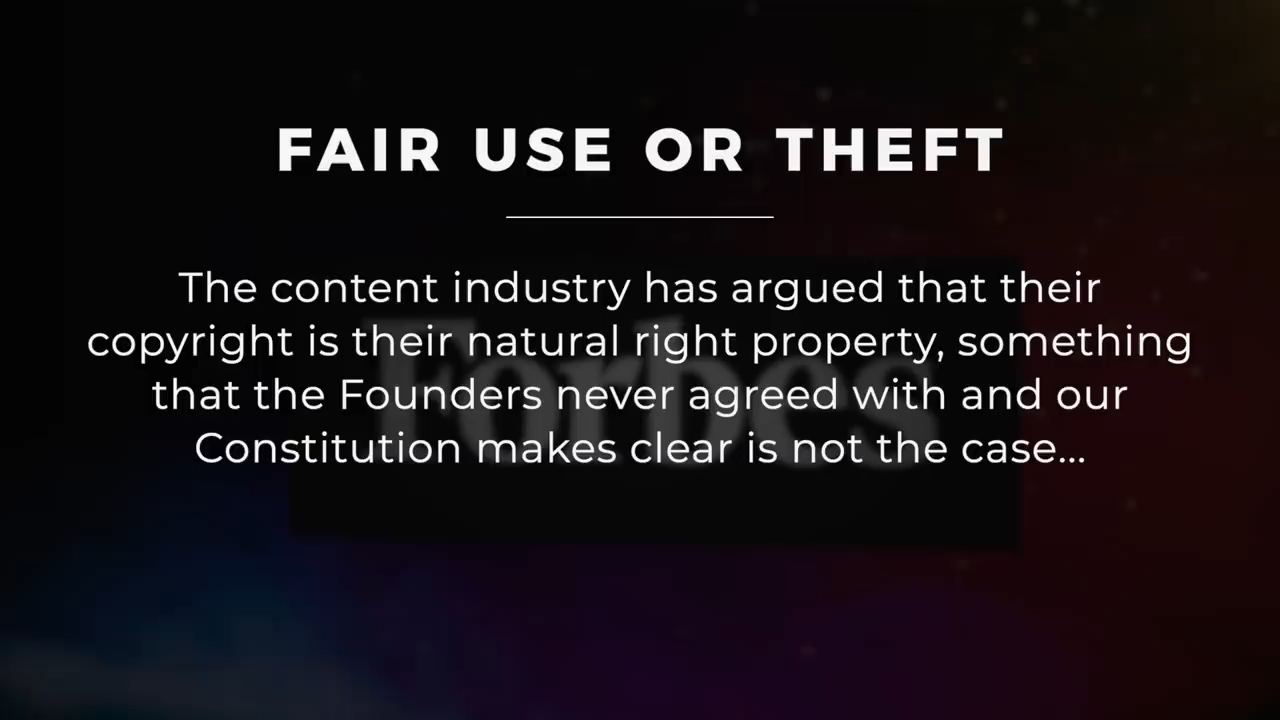 FAIR USE OR THEFT
The content industry has argued that their
copyright is their natural right property, something
that the Founders never agreed with and our
Constitution makes clear is not the case...
Forbes